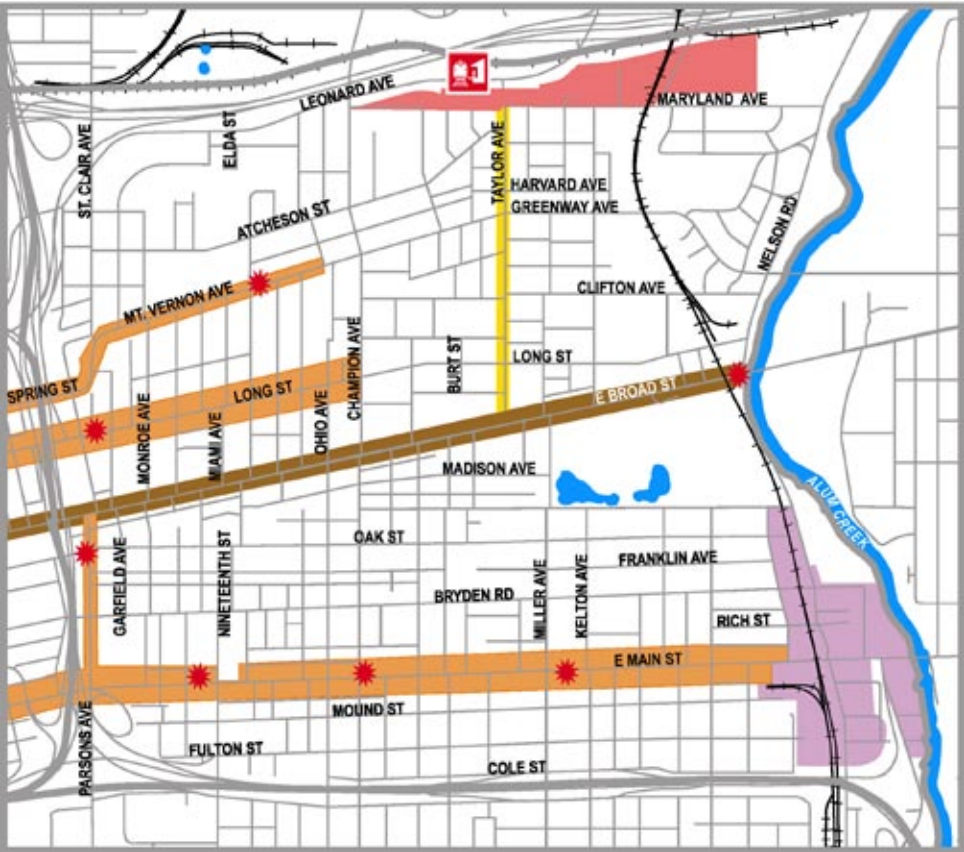 LEONARD AVE
MARYLAND AVE
ST. CLAIR AVE
ELDA ST
TAYLOR AVE
HARVARD AVE
GREENWAY AVE
ATCHESON ST
NELSON RD
CLIFTON AVE
MT. VERNON AVE
LONG ST
BURT ST
CHAMPION AVE
SPRING ST
LONG ST
E BROAD ST
OHIO AVE
MONROE AVE
MIAMI AVE
MADISON AVE
ALUM CREEK
OAK ST
FRANKLIN AVE
GARFIELD AVE
NINETEENTH ST
BRYDEN RD
MILLER AVE
KELTON AVE
RICH ST
E MAIN ST
MOUND ST
PARSONS AVE
FULTON ST
COLE ST